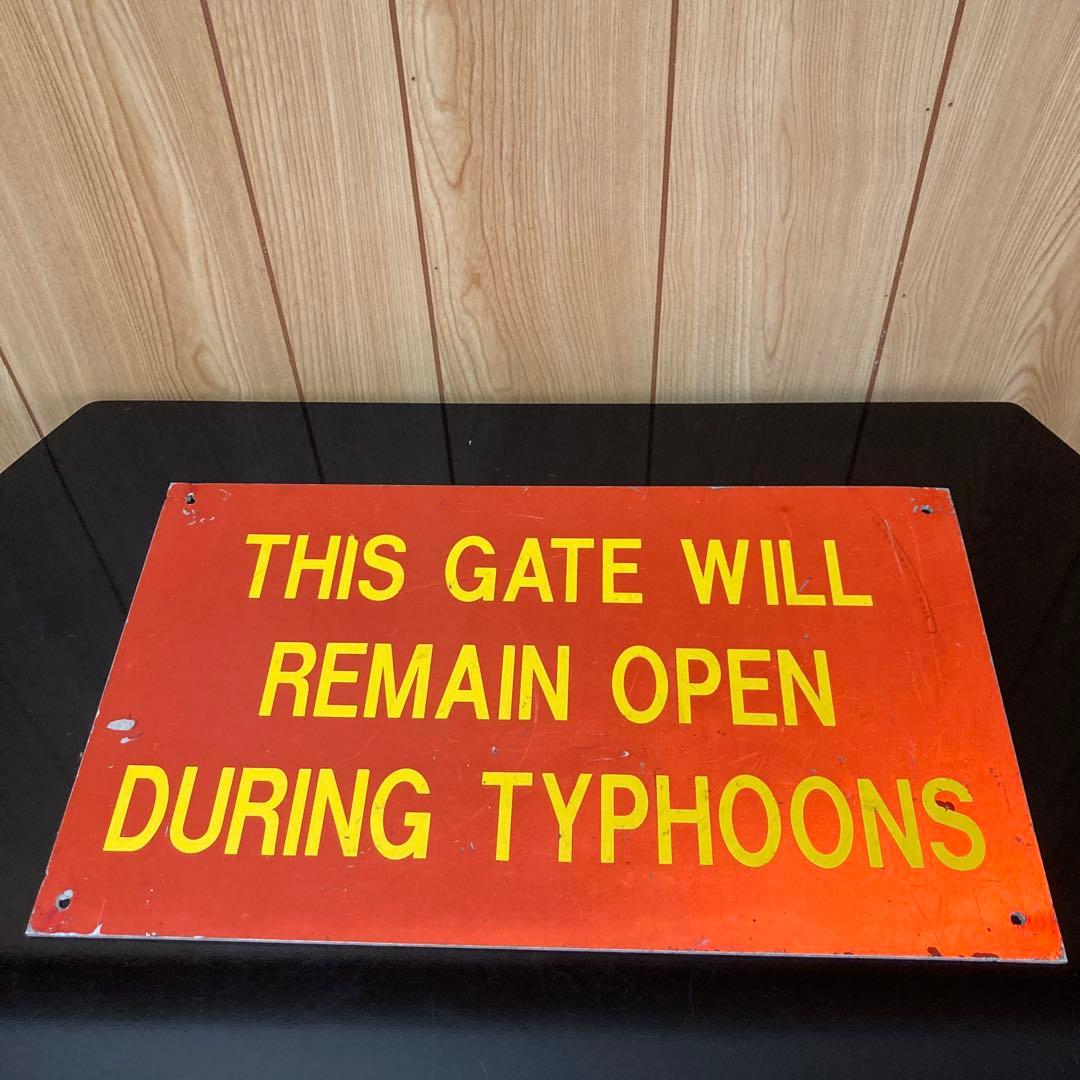 THIS GATE WILL
REMAIN OPEN
DURING TYPHOONS